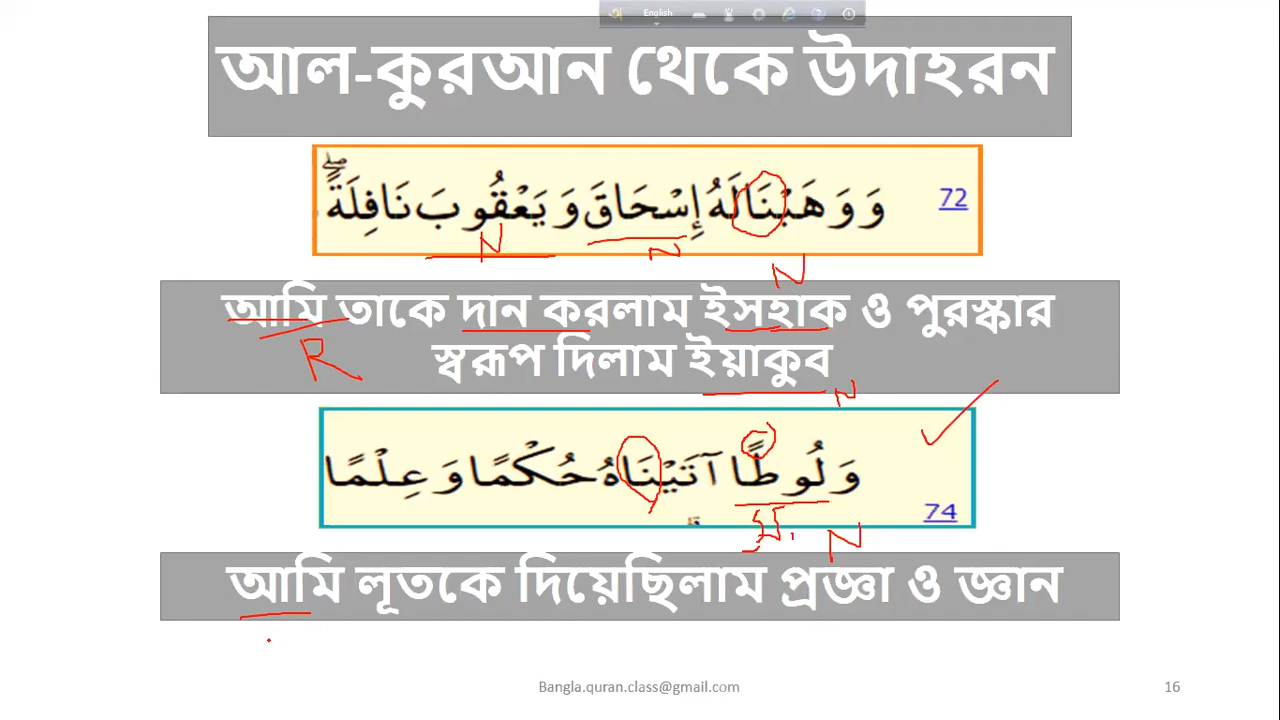 English
আল-কুরআন থেকে উদাহরন
وَ وَهَبْنَا لَهُ إِسْحَاقَ وَ يَعْقُوبَ نَافِلَةً ۖ
72
N N N
আমি তাকে দান করলাম ইসহাক ও পুরস্কার
স্বরূপ দিলাম ইয়াকুব
R
N
وَ لُوطًا آتَيْنَاهُ حُكْمًا وَ عِلْمًا
74
N
আমি লূতকে দিয়েছিলাম প্রজ্ঞা ও জ্ঞান
Bangla.quran.class@gmail.com
16